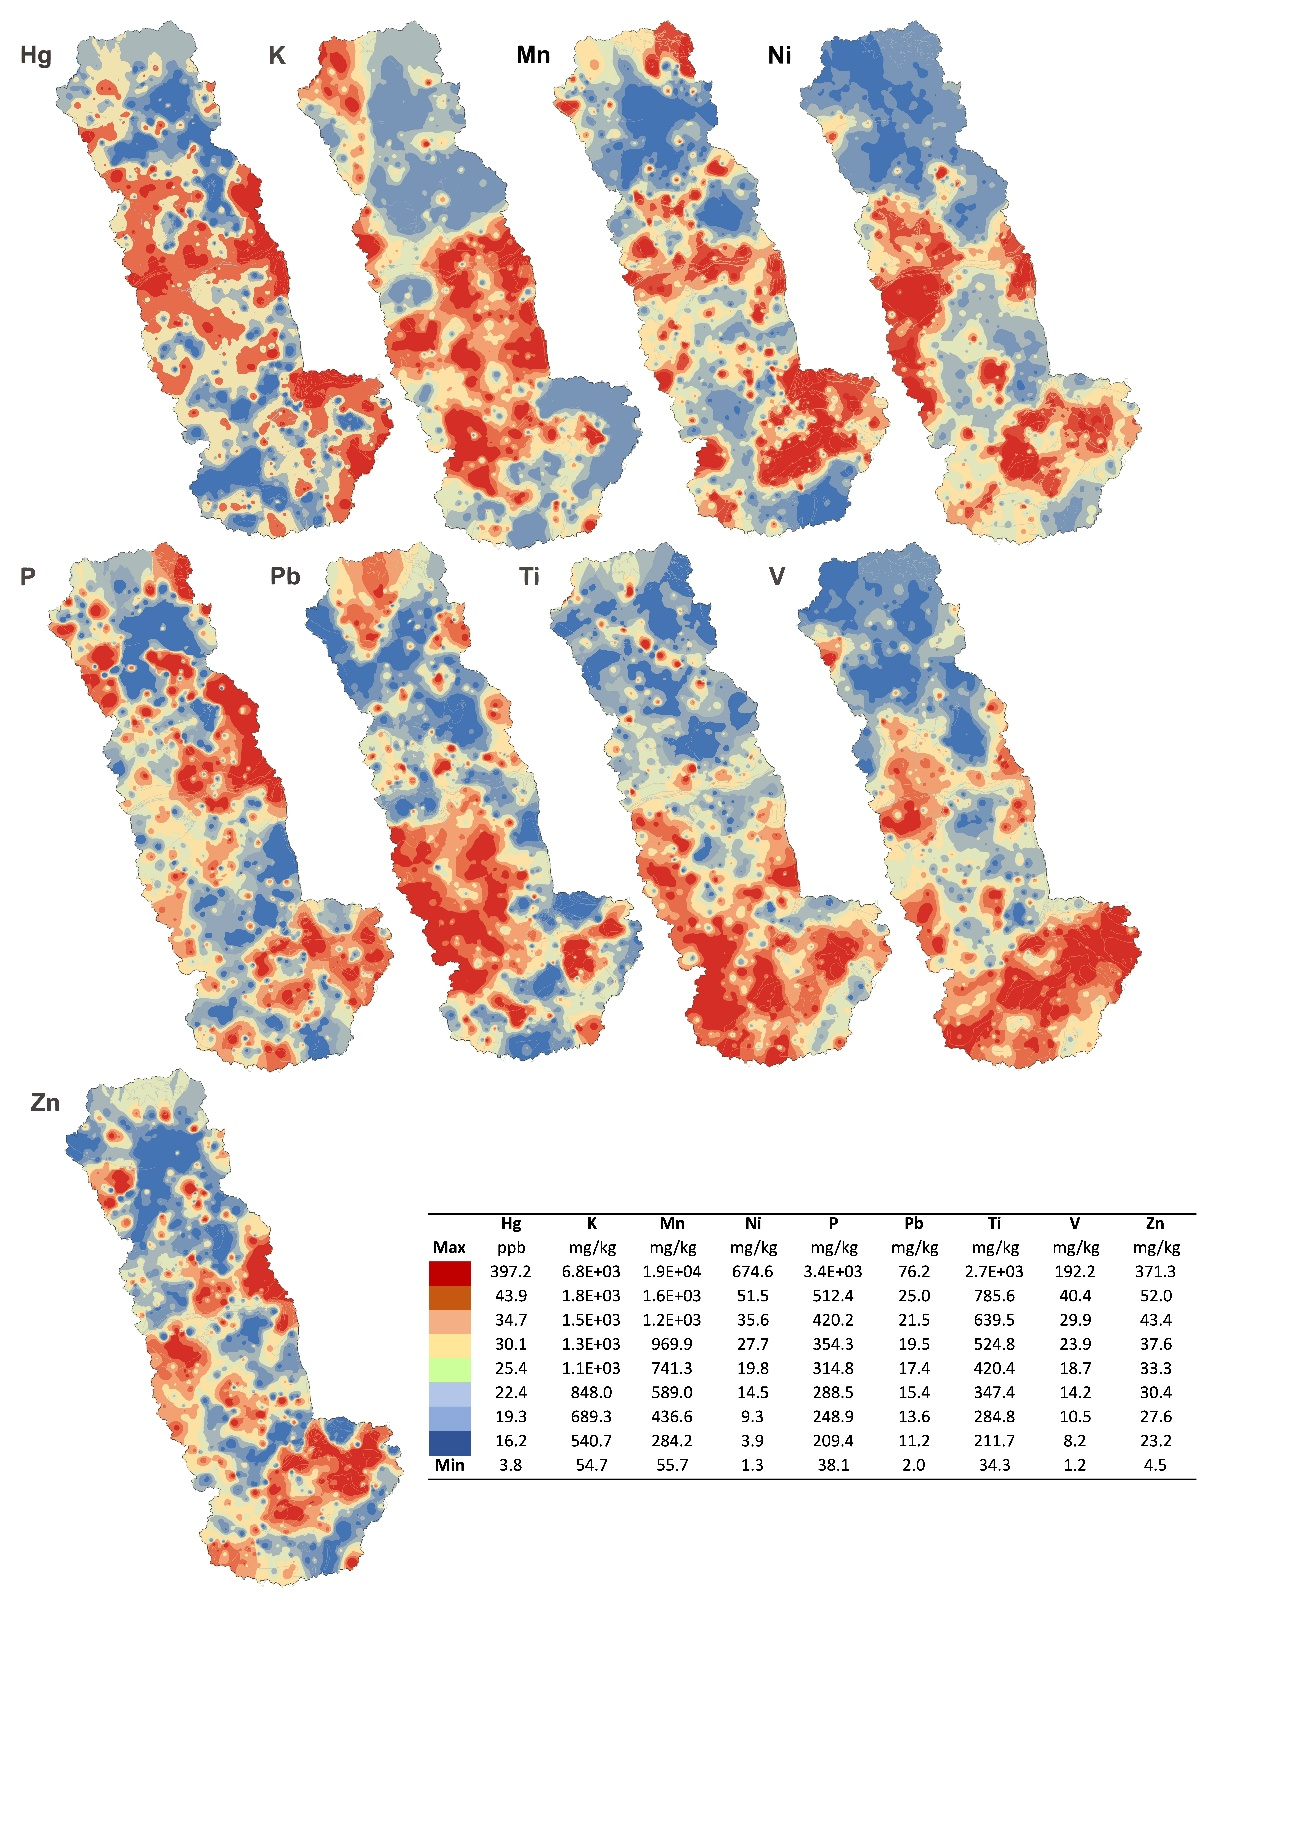 Hg K Mn Ni
P Pb Ti V
Zn
Hg K Mn Ni P Pb Ti V Zn
Max ppb mg/kg mg/kg mg/kg mg/kg mg/kg mg/kg mg/kg mg/kg
397.2 6.8E+03 1.9E+04 674.6 3.4E+03 76.2 2.7E+03 192.2 371.3
43.9 1.8E+03 1.6E+03 51.5 512.4 25.0 785.6 40.4 52.0
34.7 1.5E+03 1.2E+03 35.6 420.2 21.5 639.5 29.9 43.4
30.1 1.3E+03 969.9 27.7 354.3 19.5 524.8 23.9 37.6
25.4 1.1E+03 741.3 19.8 314.8 17.4 420.4 18.7 33.3
22.4 848.0 589.0 14.5 288.5 15.4 347.4 14.2 30.4
19.3 689.3 436.6 9.3 248.9 13.6 284.8 10.5 27.6
16.2 540.7 284.2 3.9 209.4 11.2 211.7 8.2 23.2
Min 3.8 54.7 55.7 1.3 38.1 2.0 34.3 1.2 4.5